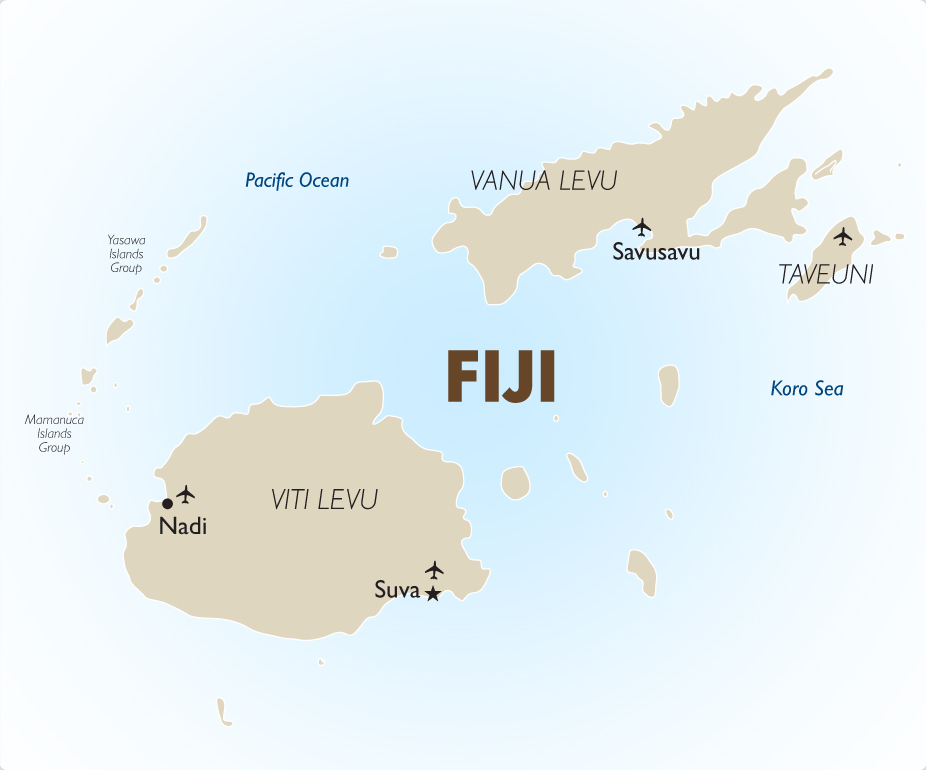 Pacific Ocean
VANUA LEVU
Yasawa
Islands
Group
Savusavu
TAVEUNI
FIJI
Koro Sea
Mamanuca
Islands
Group
VITI LEVU
Nadi
Suva